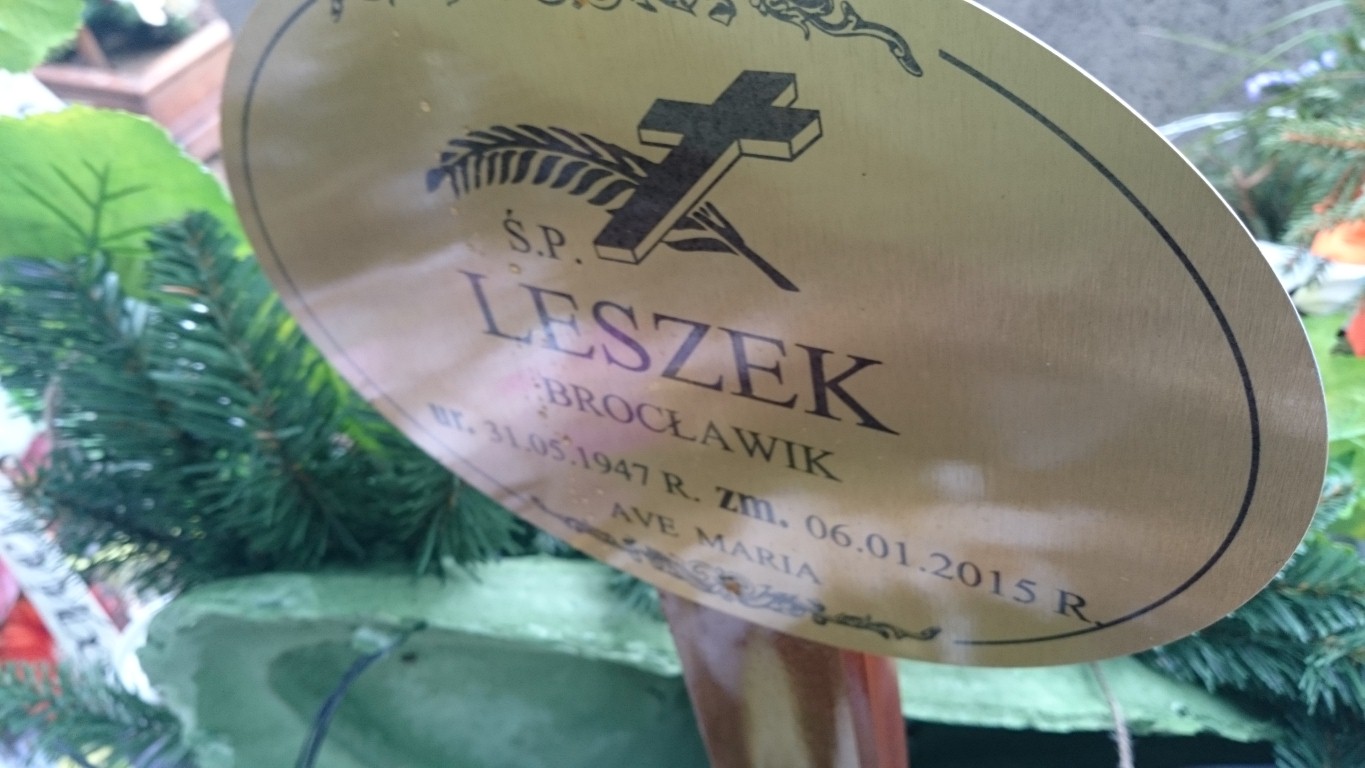 Ś.P.
LESZEK
BROCŁAWIK
ur. 31.05.1947 R. zm. 06.01.2015 R.
AVE MARIA